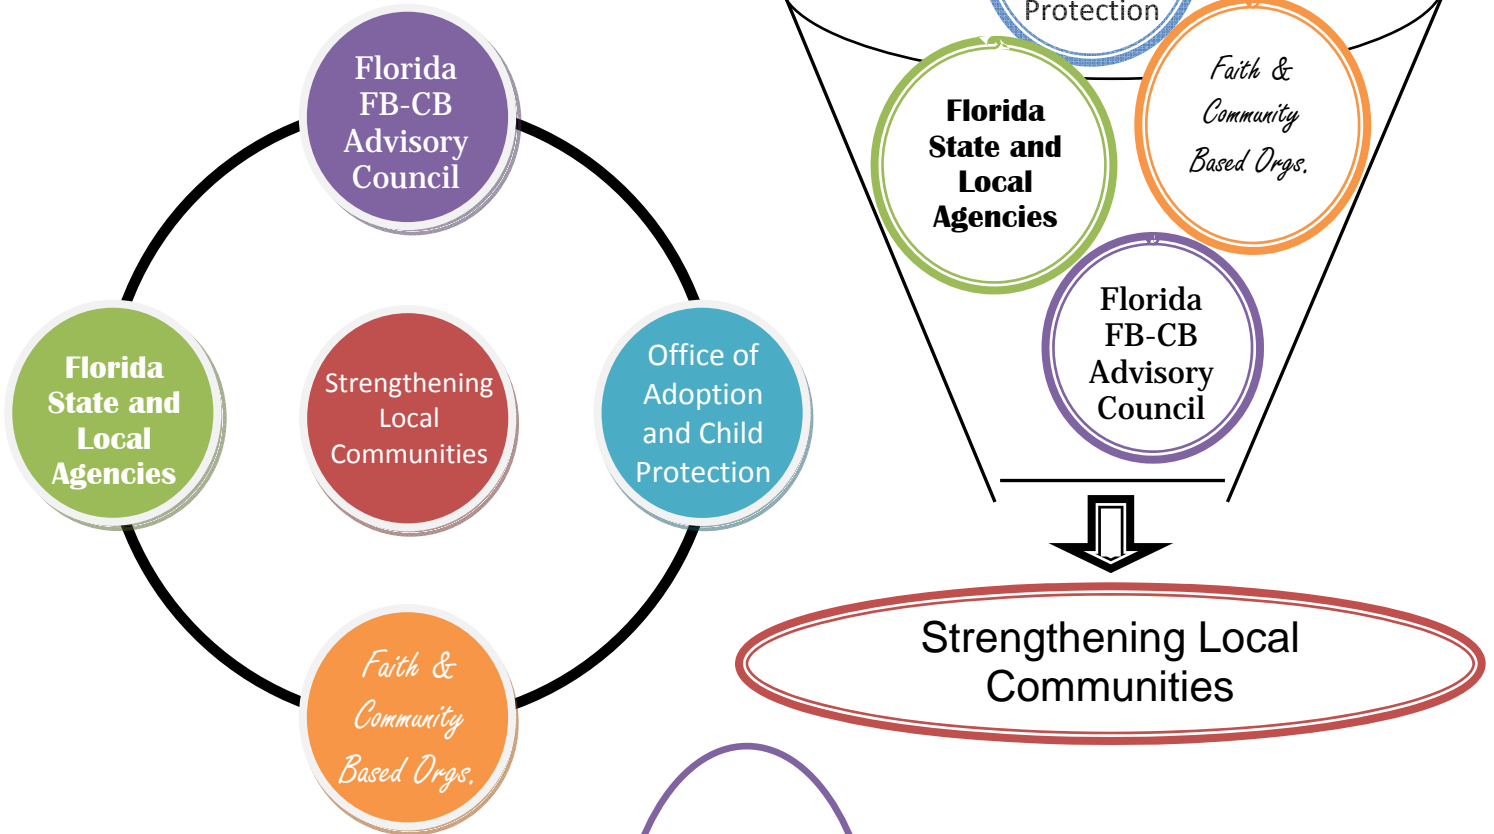 Florida
FB-CB
Advisory
Council
Florida
State and
Local
Agencies
Strengthening
Local
Communities
Office of
Adoption
and Child
Protection
Faith &
Community
Based Orgs.
Protection
Florida
State and
Local
Agencies
Faith &
Community
Based Orgs.
Florida
FB-CB
Advisory
Council
Strengthening Local
Communities